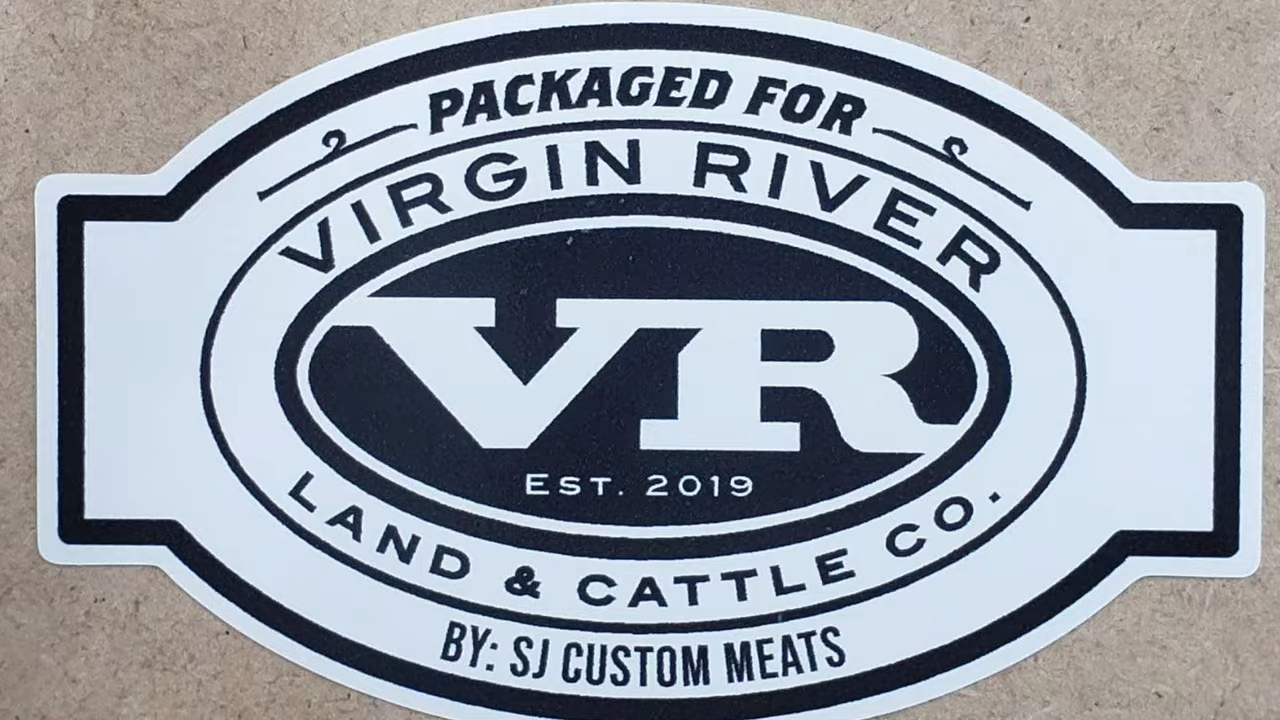 PACKAGED FOR
VIRGIN RIVER
VR
EST. 2019
LAND & CATTLE CO.
BY: SJ CUSTOM MEATS